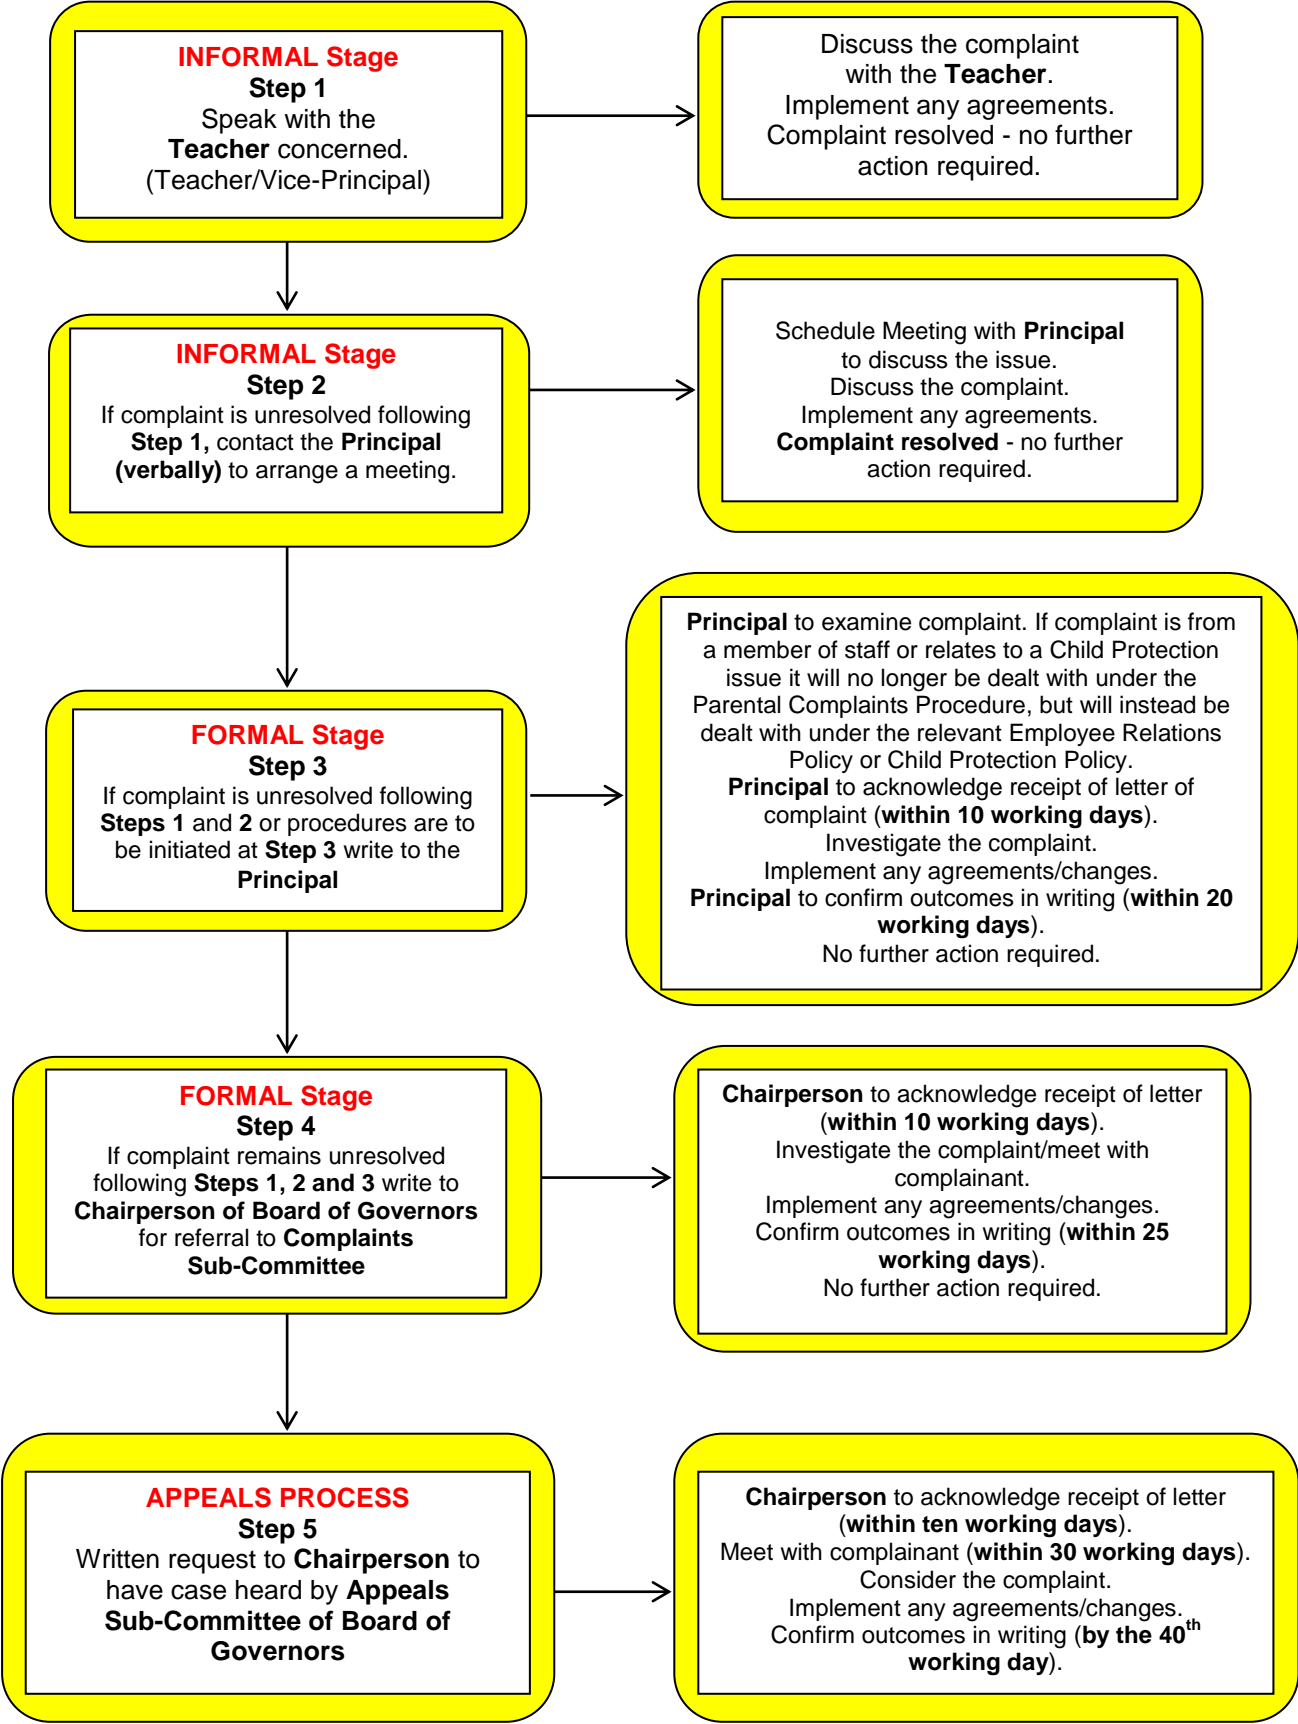 INFORMAL Stage
Step 1
Speak with the
Teacher concerned.
(Teacher/Vice-Principal)
Discuss the complaint
with the Teacher.
Implement any agreements.
Complaint resolved - no further
action required.
INFORMAL Stage
Step 2
If complaint is unresolved following
Step 1, contact the Principal
(verbally) to arrange a meeting.
Schedule Meeting with Principal
to discuss the issue.
Discuss the complaint.
Implement any agreements.
Complaint resolved - no further
action required.
FORMAL Stage
Step 3
If complaint is unresolved following
Steps 1 and 2 or procedures are to
be initiated at Step 3 write to the
Principal
Principal to examine complaint. If complaint is from
a member of staff or relates to a Child Protection
issue it will no longer be dealt with under the
Parental Complaints Procedure, but will instead be
dealt with under the relevant Employee Relations
Policy or Child Protection Policy.
Principal to acknowledge receipt of letter of
complaint (within 10 working days).
Investigate the complaint.
Implement any agreements/changes.
Principal to confirm outcomes in writing (within 20
working days).
No further action required.
FORMAL Stage
Step 4
If complaint remains unresolved
following Steps 1, 2 and 3 write to
Chairperson of Board of Governors
for referral to Complaints
Sub-Committee
Chairperson to acknowledge receipt of letter
(within 10 working days).
Investigate the complaint/meet with
complainant.
Implement any agreements/changes.
Confirm outcomes in writing (within 25
working days).
No further action required.
APPEALS PROCESS
Step 5
Written request to Chairperson to
have case heard by Appeals
Sub-Committee of Board of
Governors
Chairperson to acknowledge receipt of letter
(within ten working days).
Meet with complainant (within 30 working days).
Consider the complaint.
Implement any agreements/changes.
Confirm outcomes in writing (by the 40th
working day).